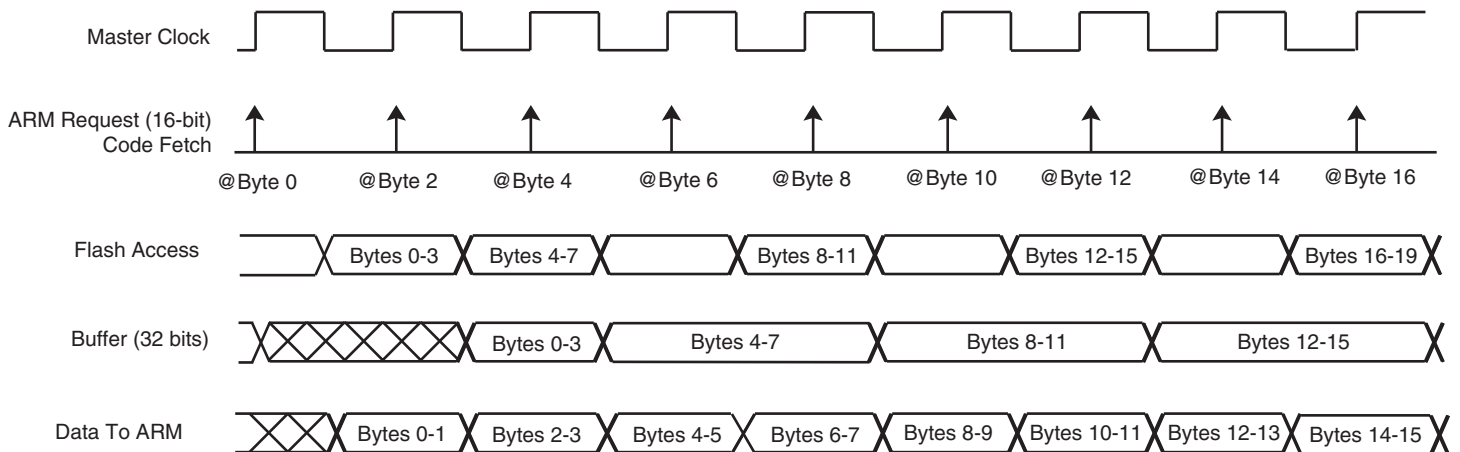 Master Clock
ARM Request (16-bit)
Code Fetch
@Byte 0 @Byte 2 @Byte 4 @Byte 6 @Byte 8 @Byte 10 @Byte 12 @Byte 14 @Byte 16
Flash Access Bytes 0-3 Bytes 4-7 Bytes 8-11 Bytes 12-15 Bytes 16-19
Buffer (32 bits) Bytes 0-3 Bytes 4-7 Bytes 8-11 Bytes 12-15
Data To ARM Bytes 0-1 Bytes 2-3 Bytes 4-5 Bytes 6-7 Bytes 8-9 Bytes 10-11 Bytes 12-13 Bytes 14-15